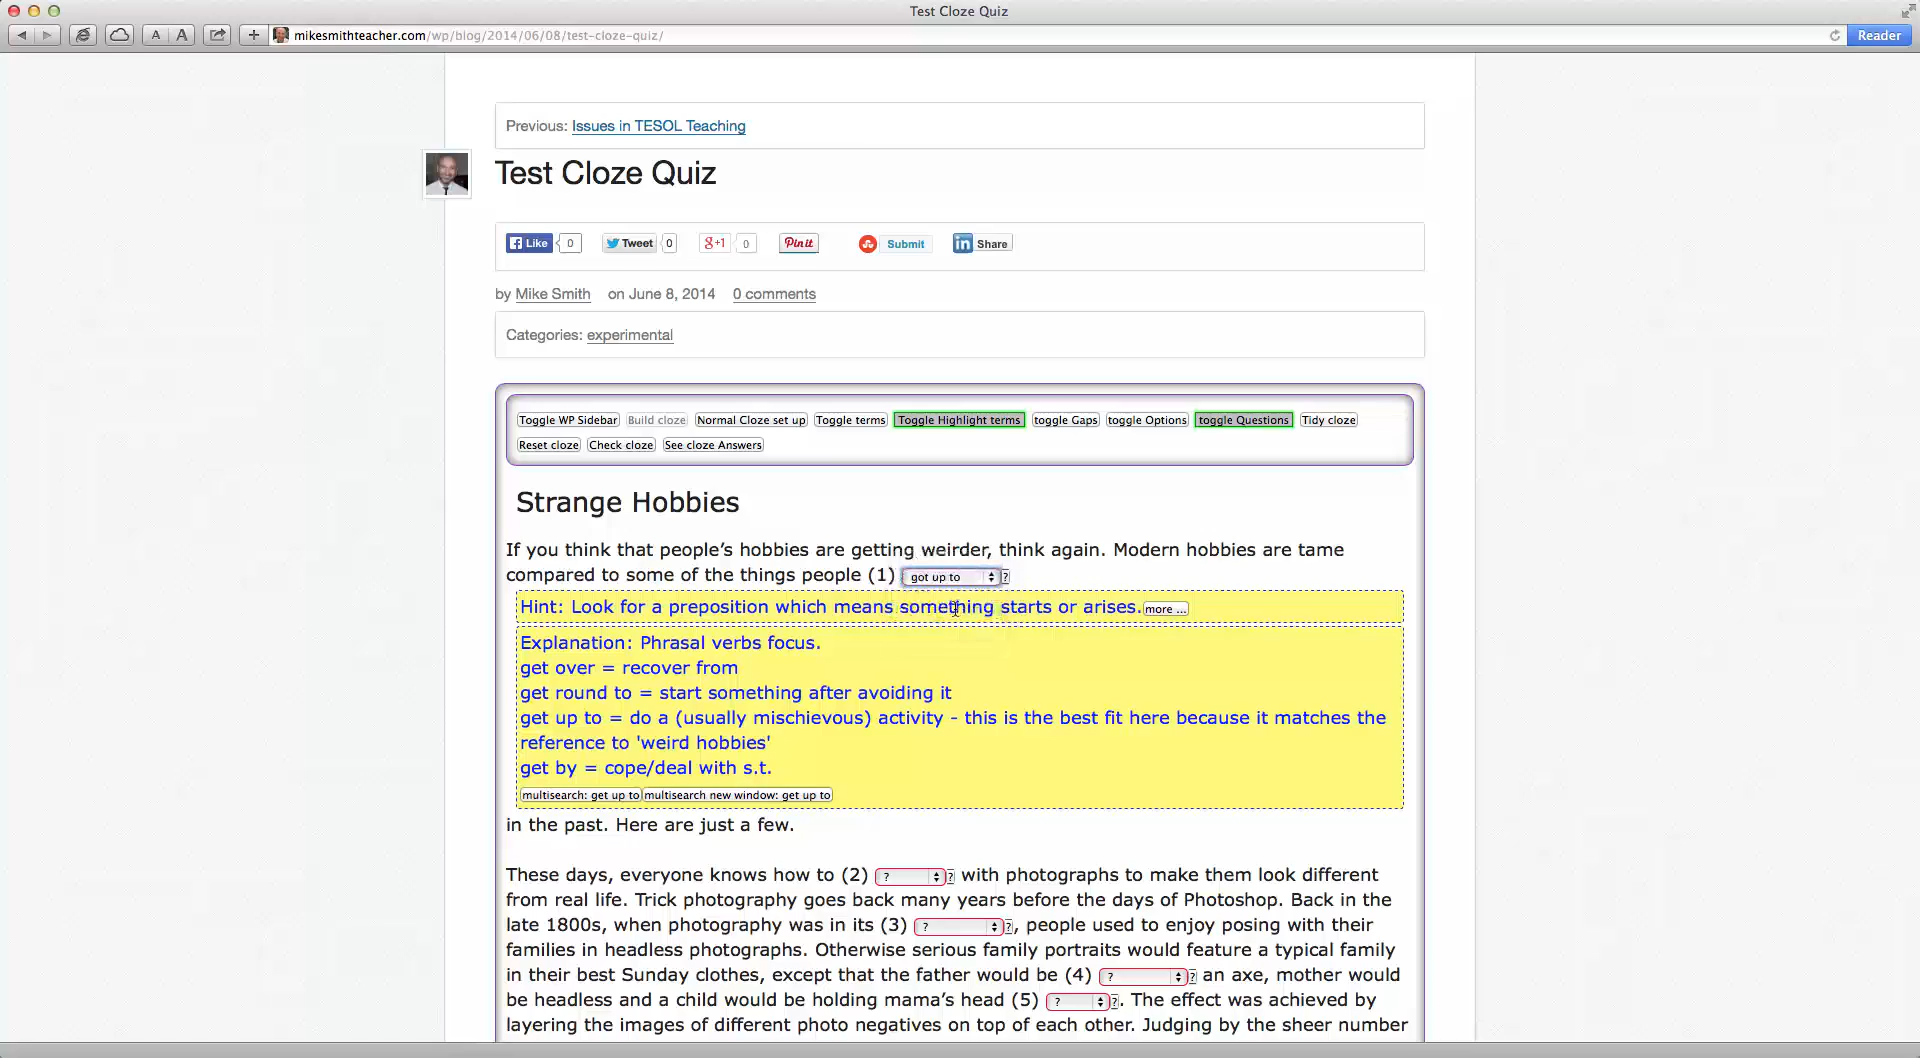 Test Cloze Quiz
A A + mikesmithteacher.com/wp/blog/2014/06/08/test-cloze-quiz/ Reader
Previous: Issues in TESOL Teaching
Test Cloze Quiz
Like 0 Tweet 0 g+1 0 Pin it Submit in Share
by Mike Smith on June 8, 2014 0 comments
Categories: experimental
Toggle WP Sidebar Build cloze Normal Cloze set up Toggle terms Toggle Highlight terms toggle Gaps toggle Options toggle Questions Tidy cloze
Reset cloze Check cloze See cloze Answers
Strange Hobbies
If you think that people’s hobbies are getting weirder, think again. Modern hobbies are tame
compared to some of the things people (1) got up to ?
Hint: Look for a preposition which means something starts or arises. more ...
Explanation: Phrasal verbs focus.
get over = recover from
get round to = start something after avoiding it
get up to = do a (usually mischievous) activity - this is the best fit here because it matches the
reference to 'weird hobbies'
get by = cope/deal with s.t.
multisearch: get up to multisearch new window: get up to
in the past. Here are just a few.
These days, everyone knows how to (2) ? ? with photographs to make them look different
from real life. Trick photography goes back many years before the days of Photoshop. Back in the
late 1800s, when photography was in its (3) ? ?, people used to enjoy posing with their
families in headless photographs. Otherwise serious family portraits would feature a typical family
in their best Sunday clothes, except that the father would be (4) ? ? an axe, mother would
be headless and a child would be holding mama’s head (5) ? ?. The effect was achieved by
layering the images of different photo negatives on top of each other. Judging by the sheer number